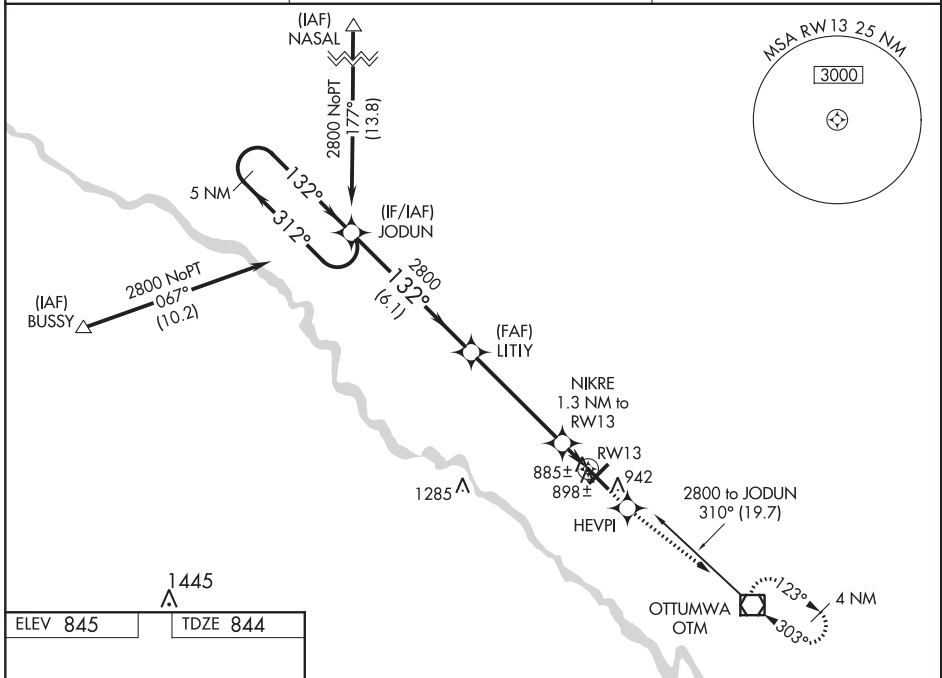 (IAF)
NASAL
2800 NoPT
177°
(13.8)
MSA RW13 25 NM
3000
5 NM
132°
312°
(IF/IAF)
JODUN
2800
132°
(6.1)
2800 NoPT
067°
(10.2)
(IAF)
BUSSY
(FAF)
LITIY
NIKRE
1.3 NM to
RW13
RW13
885±
898±
942
1285
HEVPI
2800 to JODUN
310° (19.7)
OTTUMWA
OTM
123°
303°
4 NM
1445
ELEV 845
TDZE 844